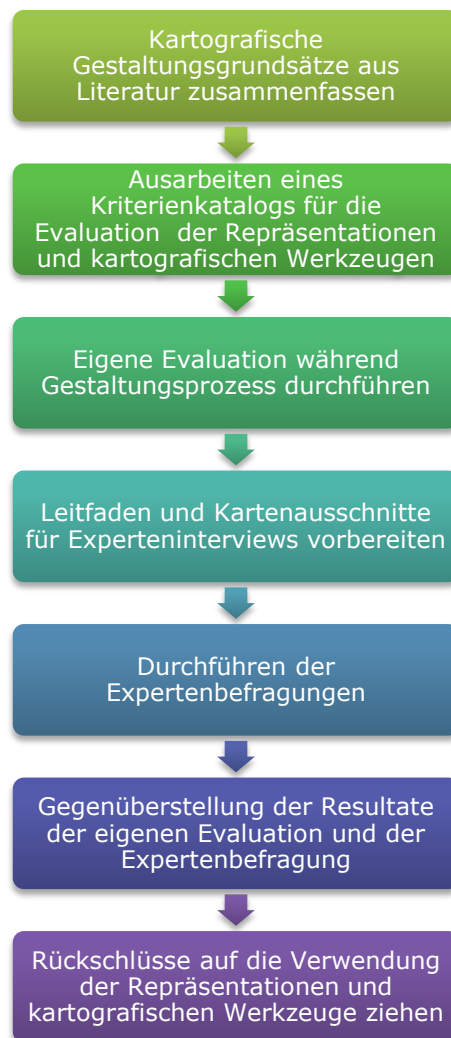 Kartografische
Gestaltungsgrundsätze aus
Literatur zusammenfassen
Ausarbeiten eines
Kriterienkatalogs für die
Evaluation  der Repräsentationen
und kartografischen Werkzeugen
Eigene Evaluation während
Gestaltungsprozess durchführen
Leitfaden und Kartenausschnitte
für Experteninterviews vorbereiten
Durchführen der
Expertenbefragungen
Gegenüberstellung der Resultate
der eigenen Evaluation und der
Expertenbefragung
Rückschlüsse auf die Verwendung
der Repräsentationen und
kartografischen Werkzeuge ziehen